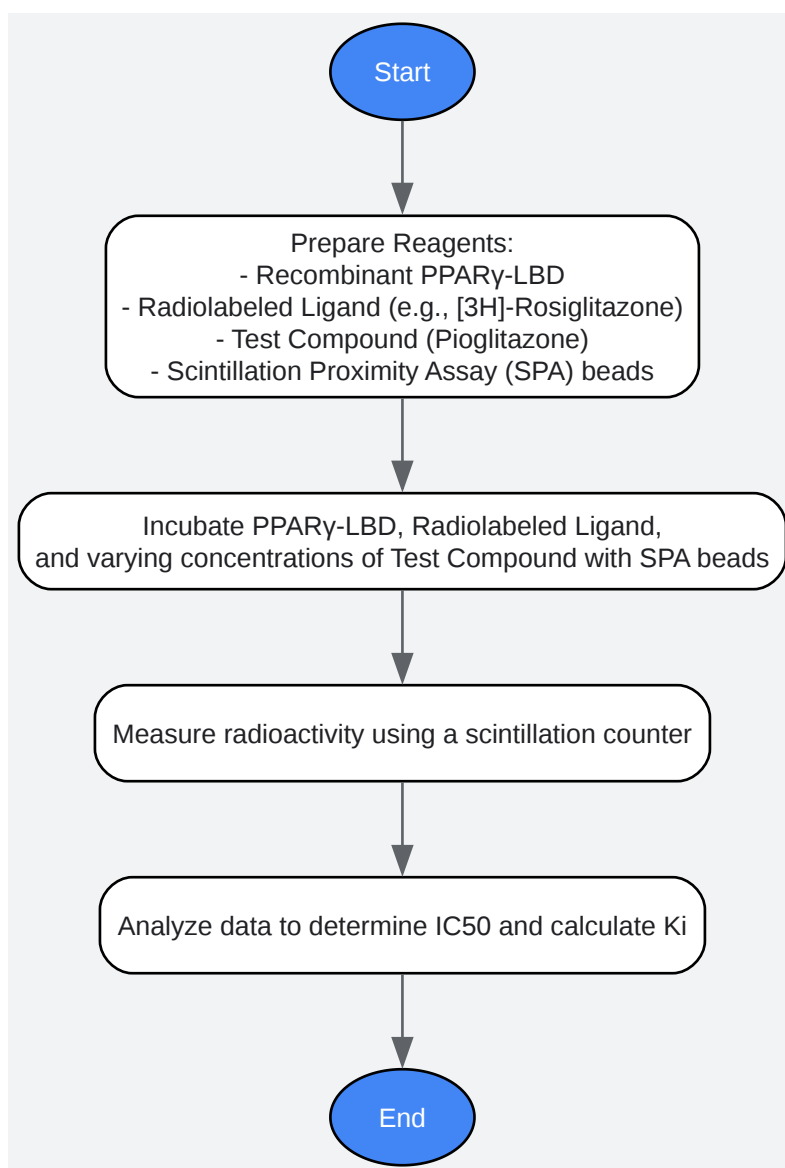 Start
Prepare Reagents:
- Recombinant PPARγ-LBD
- Radiolabeled Ligand (e.g., [3H]-Rosiglitazone)
- Test Compound (Pioglitazone)
- Scintillation Proximity Assay (SPA) beads
Incubate PPARγ-LBD, Radiolabeled Ligand,
and varying concentrations of Test Compound with SPA beads
Measure radioactivity using a scintillation counter
Analyze data to determine IC50 and calculate Ki
End